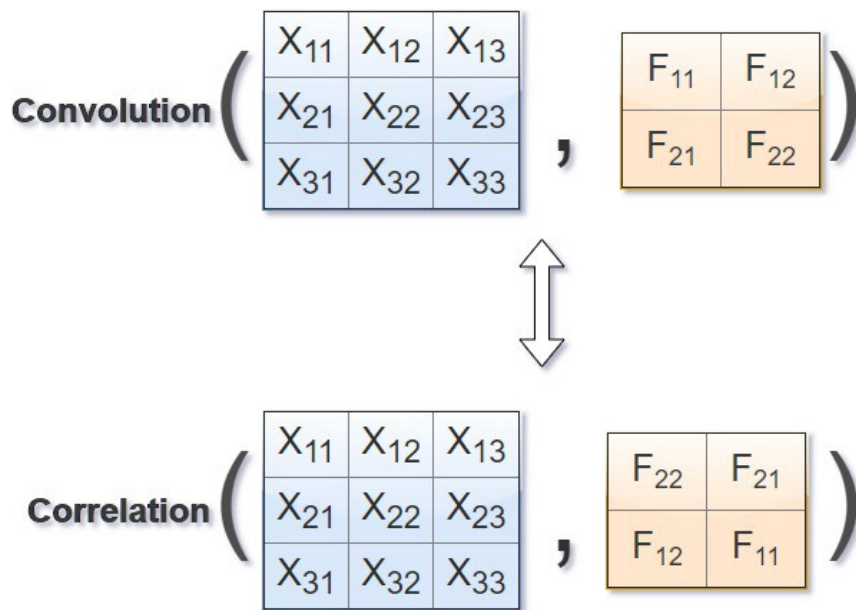 X₁₁ X₁₂ X₁₃
F₁₁ F₁₂
Convolution ( X₂₁ X₂₂ X₂₃ , )
F₂₁ F₂₂
X₃₁ X₃₂ X₃₃
X₁₁ X₁₂ X₁₃
F₂₂ F₂₁
Correlation ( X₂₁ X₂₂ X₂₃ , )
F₁₂ F₁₁
X₃₁ X₃₂ X₃₃